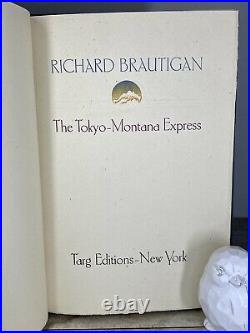 RICHARD BRAUTIGAN
The Tokyo-Montana Express
Targ Editions-New York